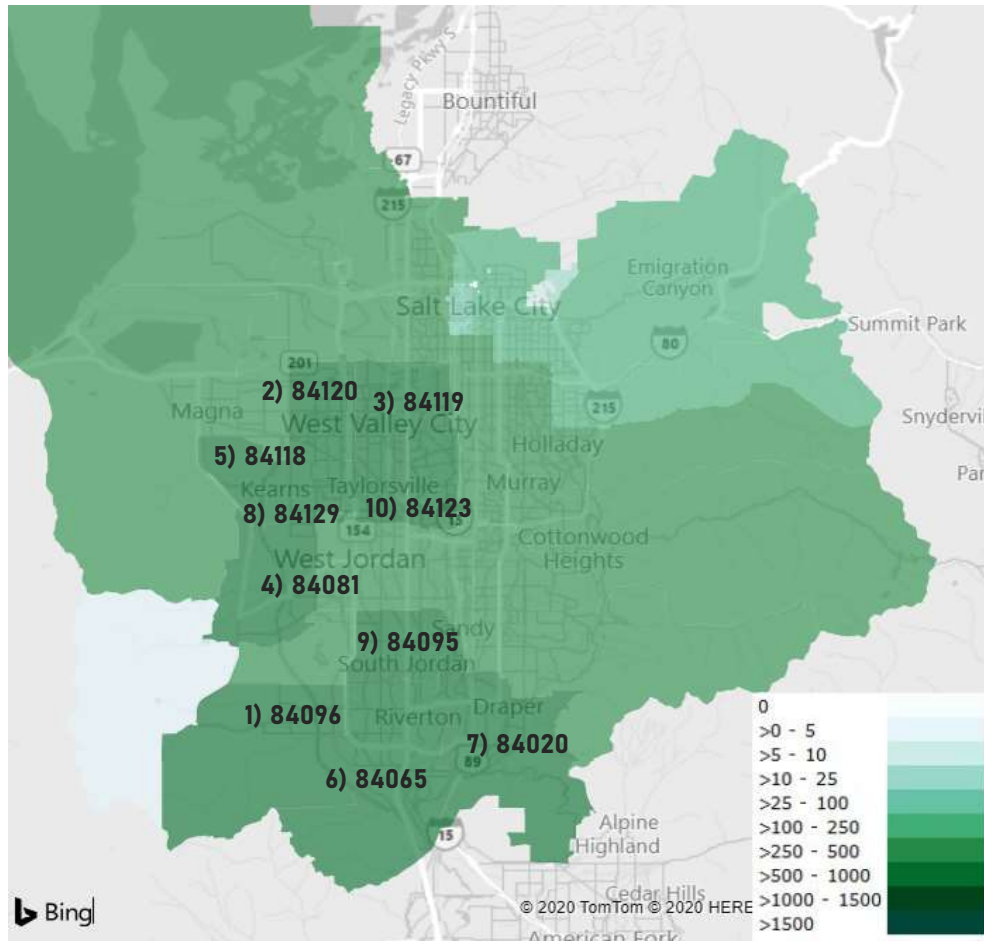 Legacy Pkwy S
Bountiful
67
215
Emigration
Canyon
Salt Lake City
80
Summit Park
201
2) 84120
3) 84119
215
Magna
West Valley City
Snydervil
Holladay
5) 84118
Par
Kearns
Taylorsville
Murray
8) 84129
10) 84123
154
15
Cottonwood
Heights
West Jordan
4) 84081
Sandy
9) 84095
South Jordan
1) 84096
Riverton
Draper
7) 84020
89
6) 84065
15
Alpine
Highland
Cedar Hills
American Fork
0
>0 - 5
>5 - 10
>10 - 25
>25 - 100
>100 - 250
>250 - 500
>500 - 1000
>1000 - 1500
>1500
Bing
© 2020 TomTom © 2020 HERE